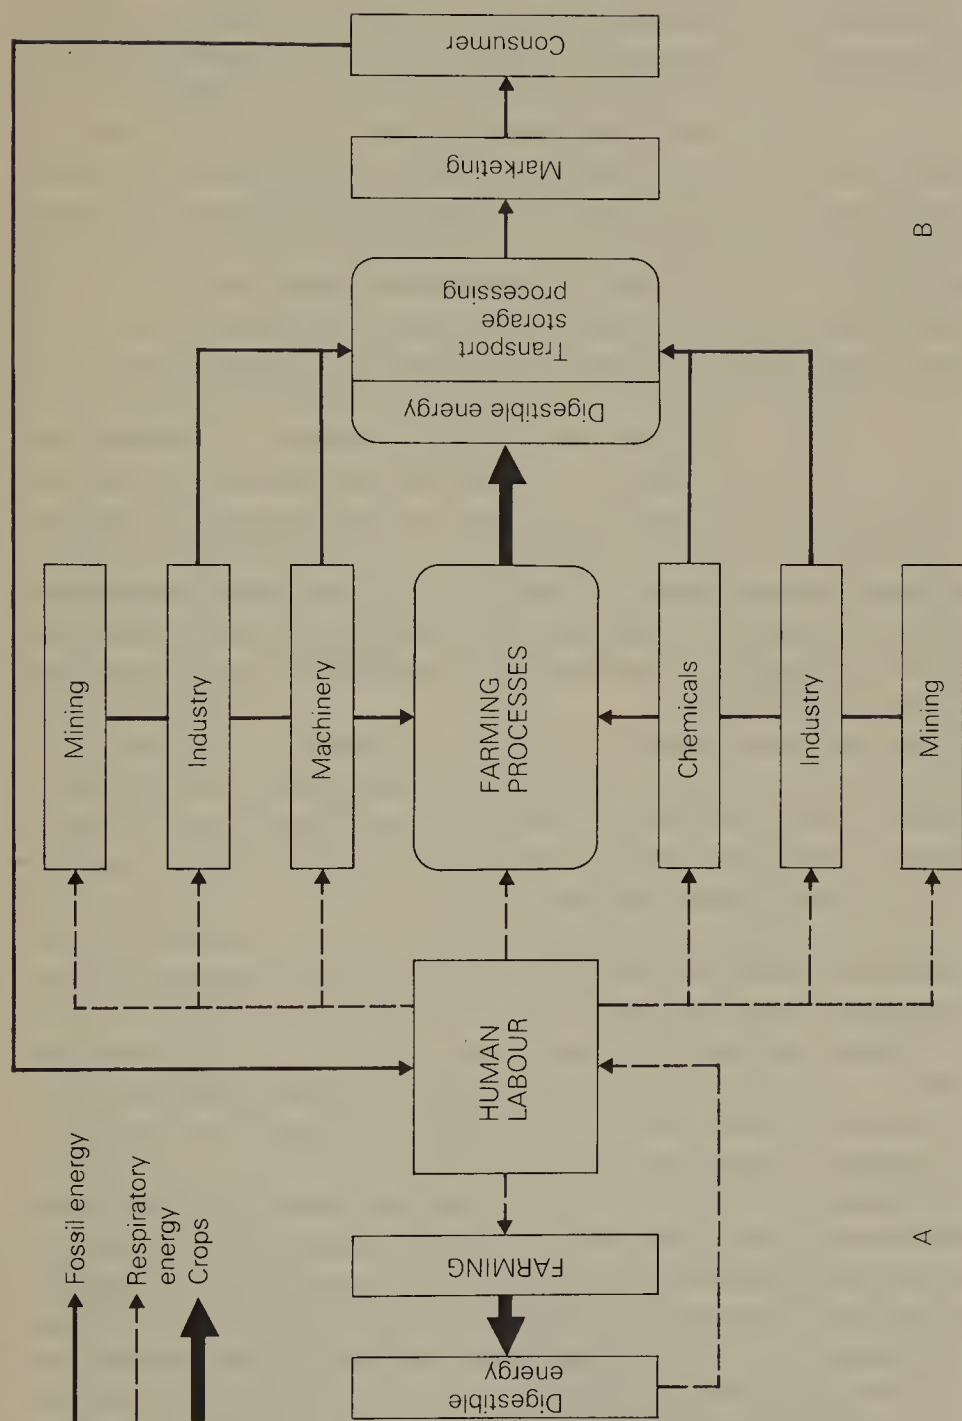 Fossil energy
Respiratory
energy
Crops
Mining
Industry
Machinery
HUMAN
LABOUR
FARMING
PROCESSES
Chemicals
Industry
Mining
FARMING
Digestible
energy
Digestible energy
Transport
storage
processing
Marketing
Consumer
A
B